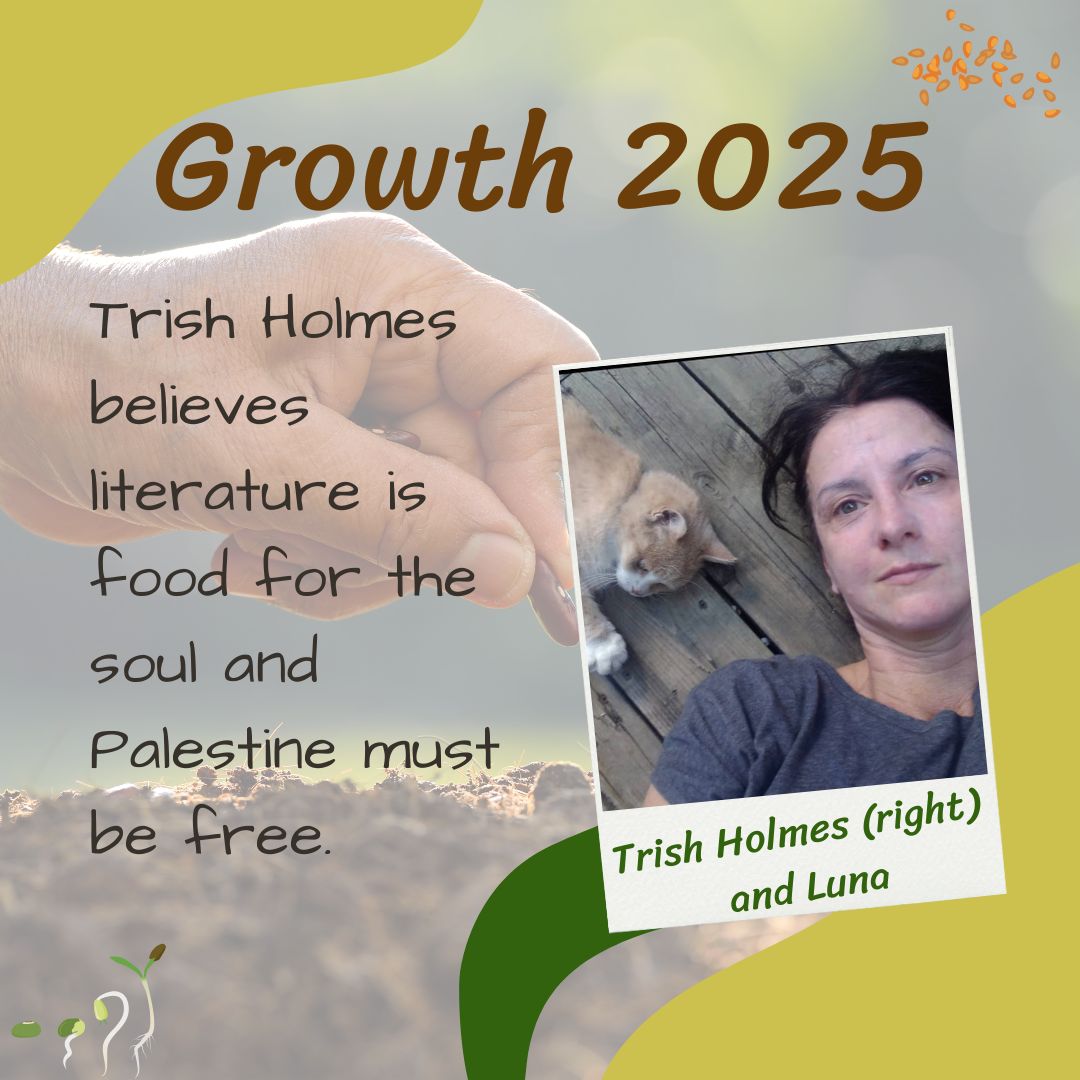 Growth 2025
Trish Holmes
believes
literature is
food for the
soul and
Palestine must
be free.
Trish Holmes (right)
and Luna